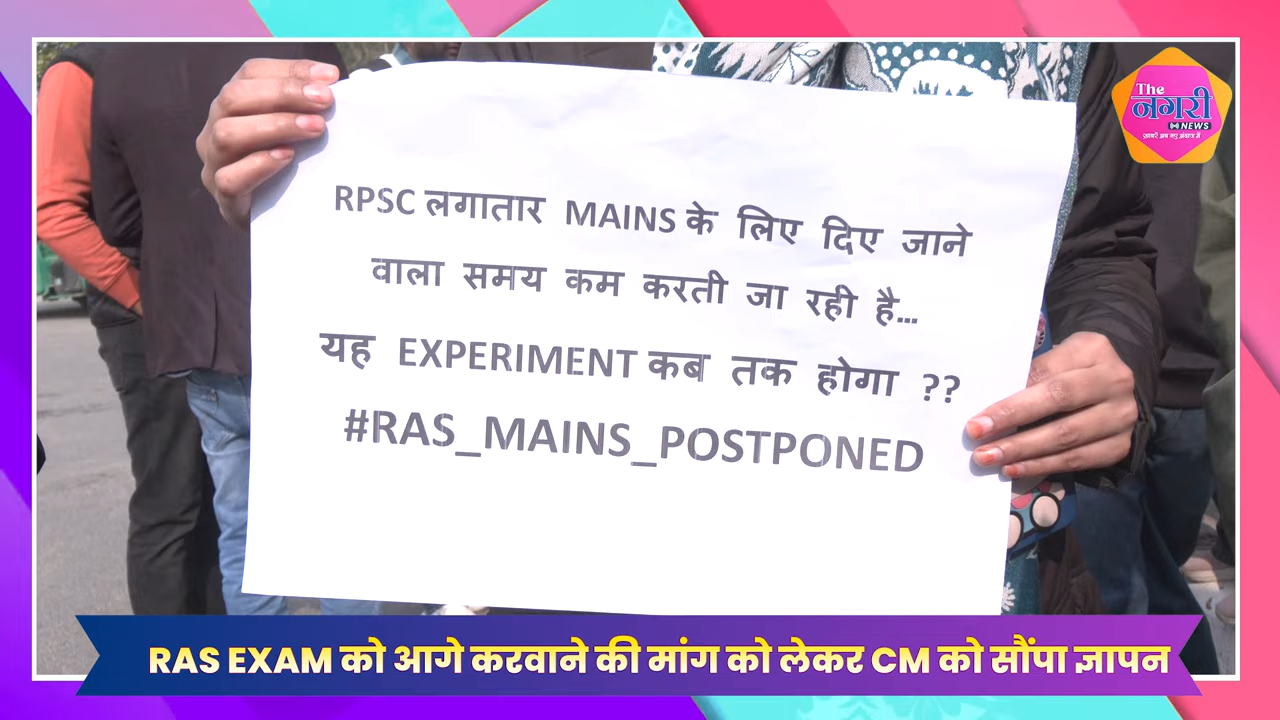 The
नगरी
NEWS
RPSC लगातार MAINS के लिए दिए जाने
वाला समय कम करती जा रही है...
यह EXPERIMENT कब तक होगा ??
#RAS_MAINS_POSTPONED
RAS EXAM को आगे करवाने की मांग को लेकर CM को सौंपा ज्ञापन